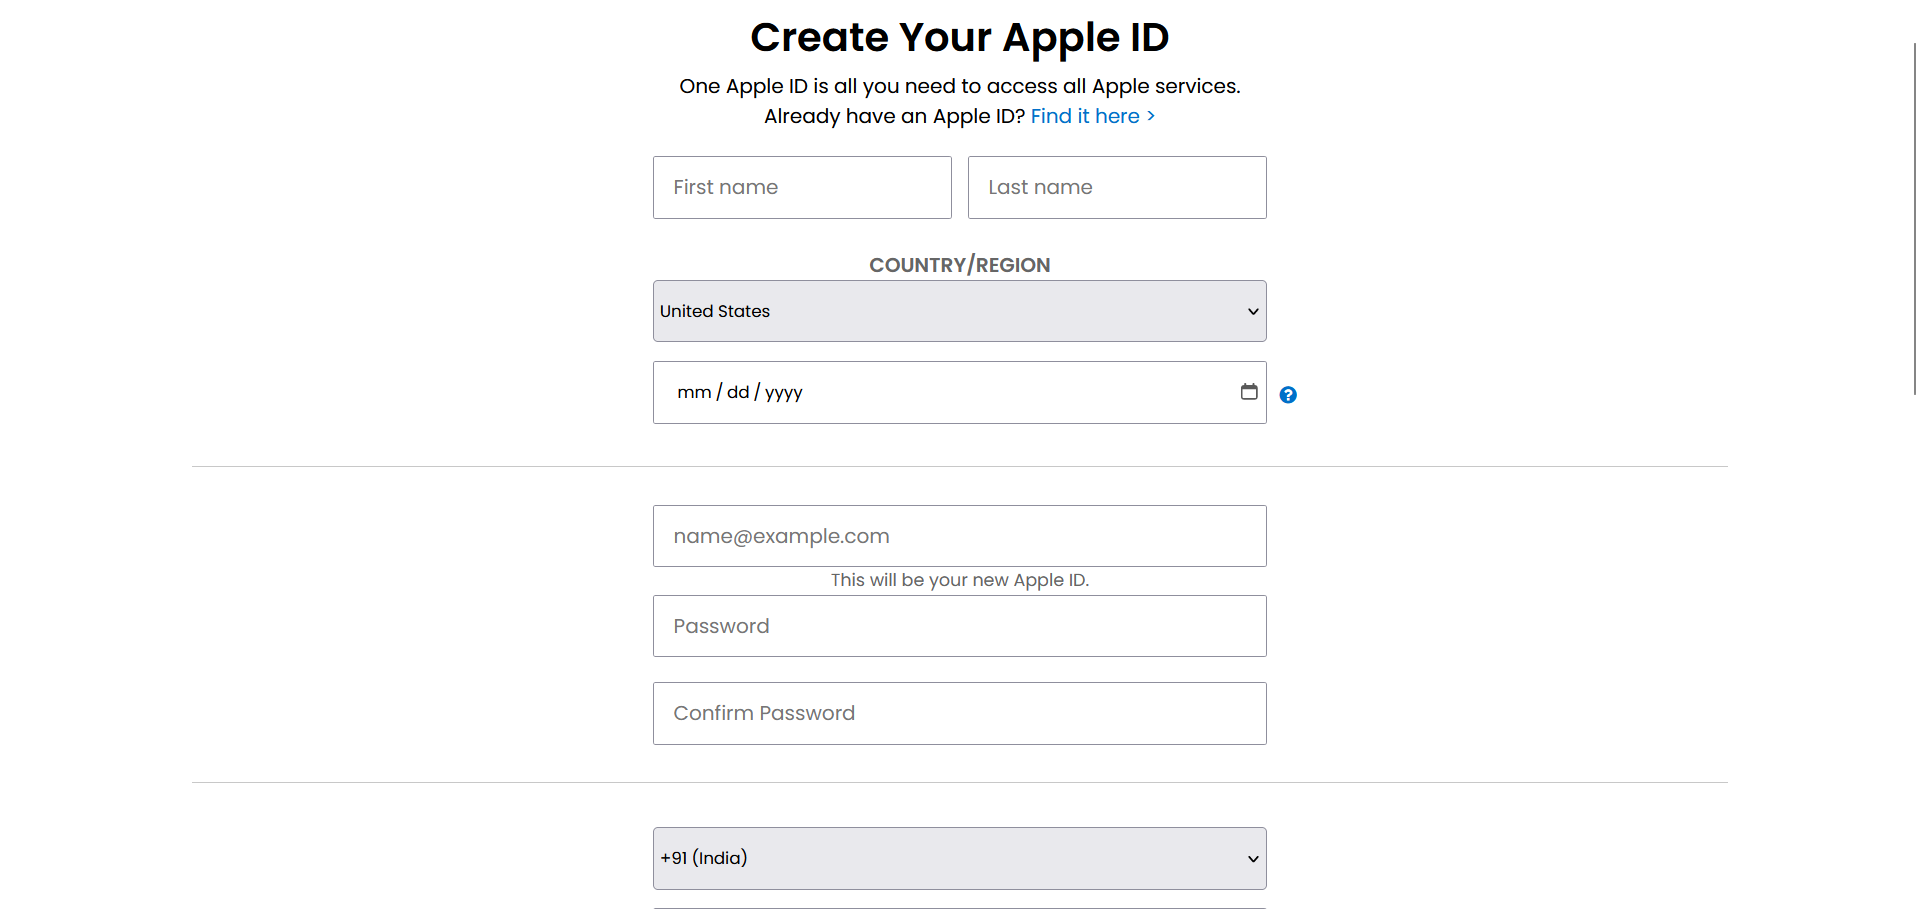 Create Your Apple ID
One Apple ID is all you need to access all Apple services.
Already have an Apple ID? Find it here >
First name
Last name
COUNTRY/REGION
United States
mm / dd / yyyy
?
name@example.com
This will be your new Apple ID.
Password
Confirm Password
+91 (India)